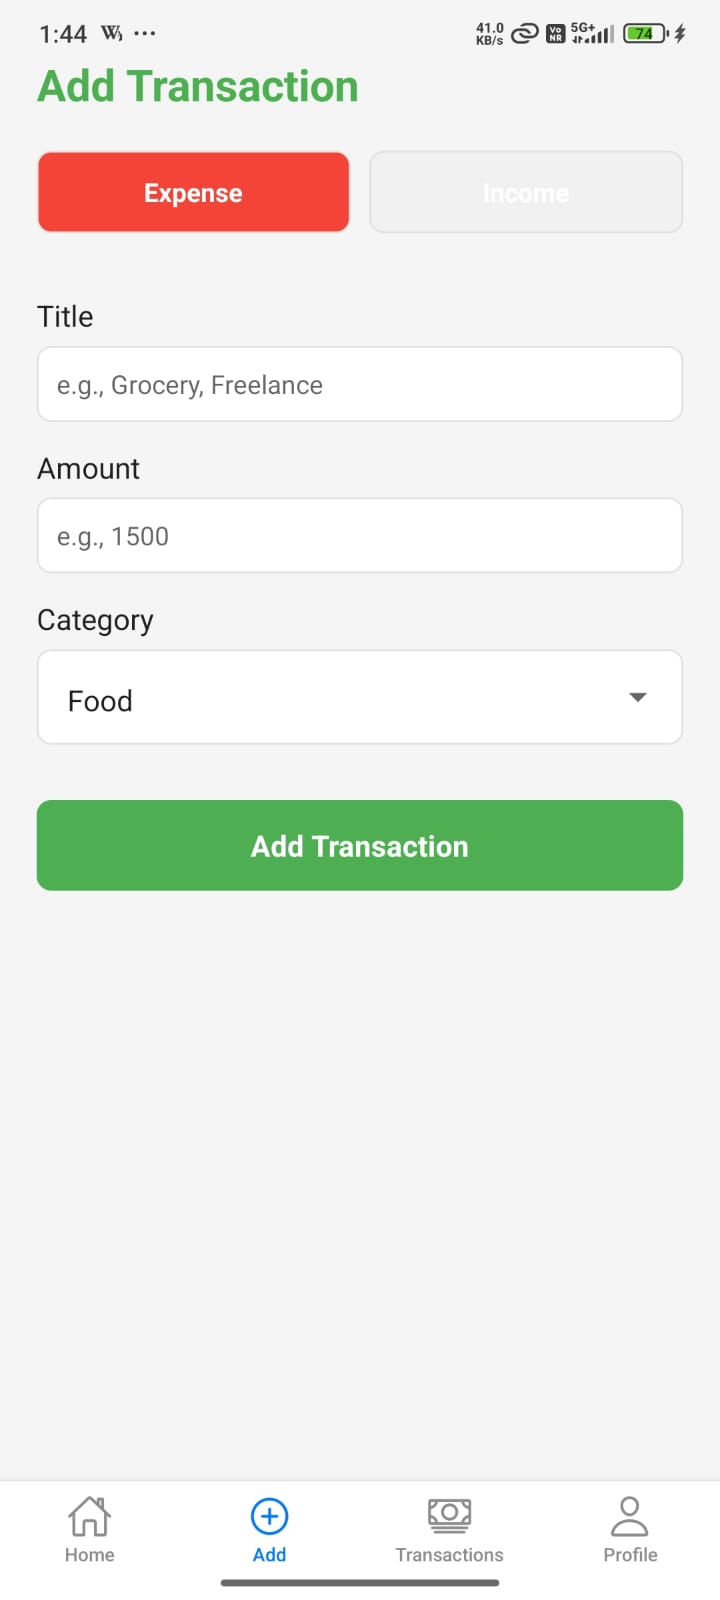 1:44 W ...
41.0 KB/s Vo NR 5G+ 74
Add Transaction
Expense Income
Title
e.g., Grocery, Freelance
Amount
e.g., 1500
Category
Food
Add Transaction
Home Add Transactions Profile